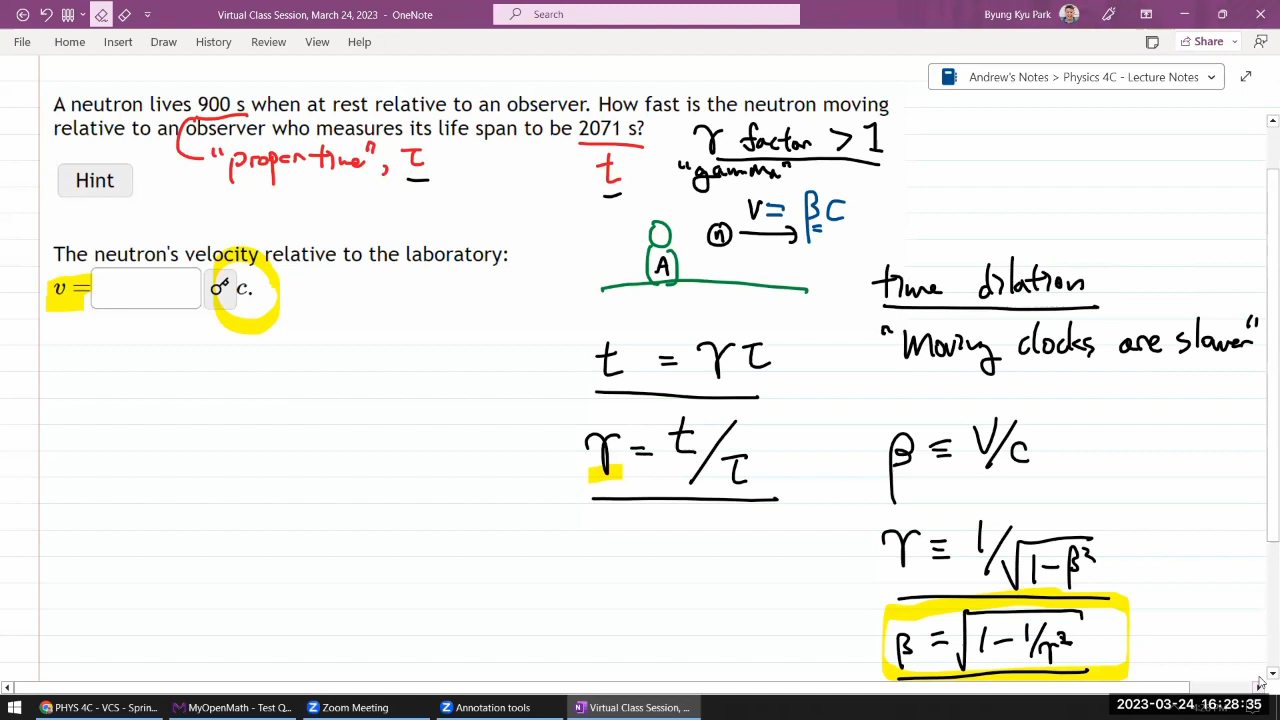 Virtual Class Session, March 24, 2023 - OneNote
Search
Byung Kyu Park
File Home Insert Draw History Review View Help
Share
Andrew's Notes > Physics 4C - Lecture Notes
A neutron lives 900 s when at rest relative to an observer. How fast is the neutron moving
relative to an observer who measures its life span to be 2071 s?
"proper time", τ
t
γ factor > 1
"gamma"
Hint
v = βc
n
A
The neutron's velocity relative to the laboratory:
v = c.
time dilation
"Moving clocks are slower"
t = γτ
γ = t/τ
β ≡ v/c
γ ≡ 1/√1-β²
β = √1-1/γ²
PHYS 4C - VCS - Sprin...
MyOpenMath - Test Q...
Zoom Meeting
Annotation tools
Virtual Class Session, ...
2023-03-24 16:28:35